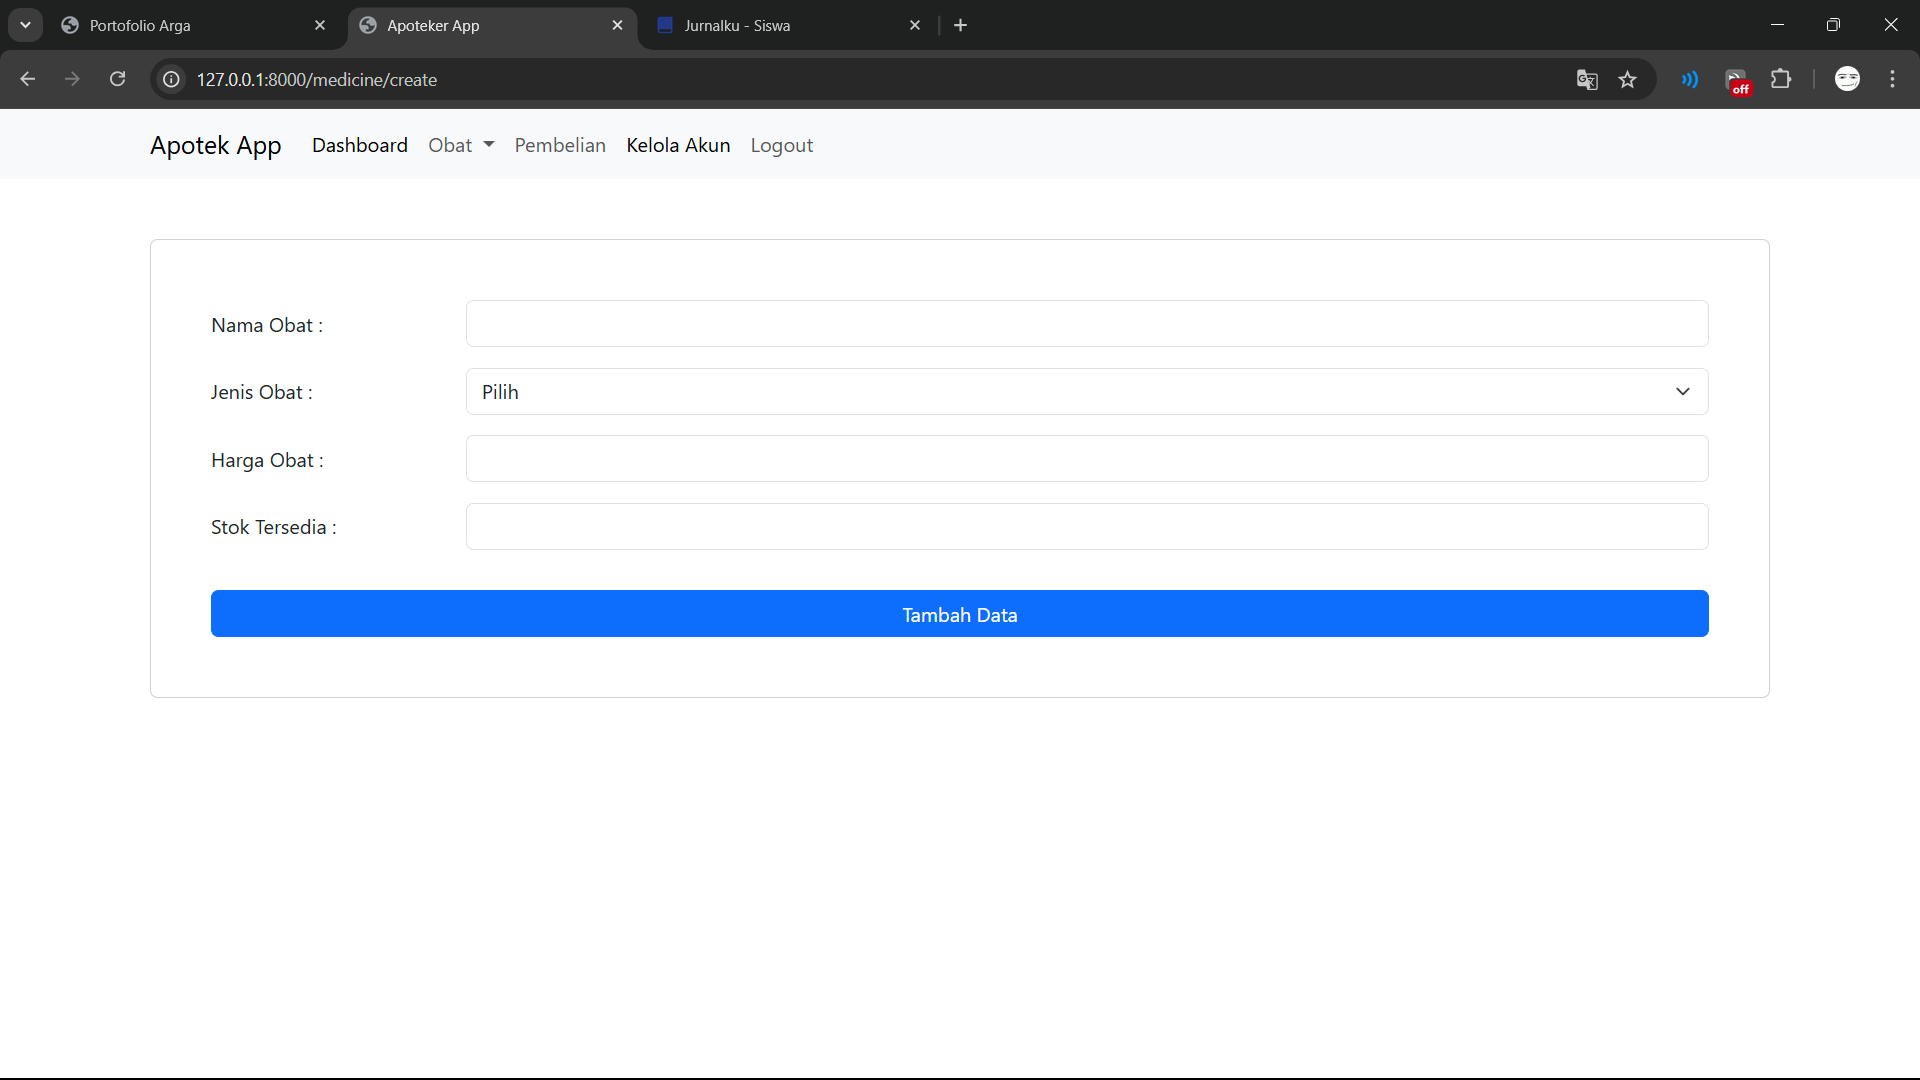 Portofolio Arga
Apoteker App
Jurnalku - Siswa
127.0.0.1:8000/medicine/create
off
Apotek App
Dashboard
Obat
Pembelian
Kelola Akun
Logout
Nama Obat :
Jenis Obat :
Pilih
Harga Obat :
Stok Tersedia :
Tambah Data